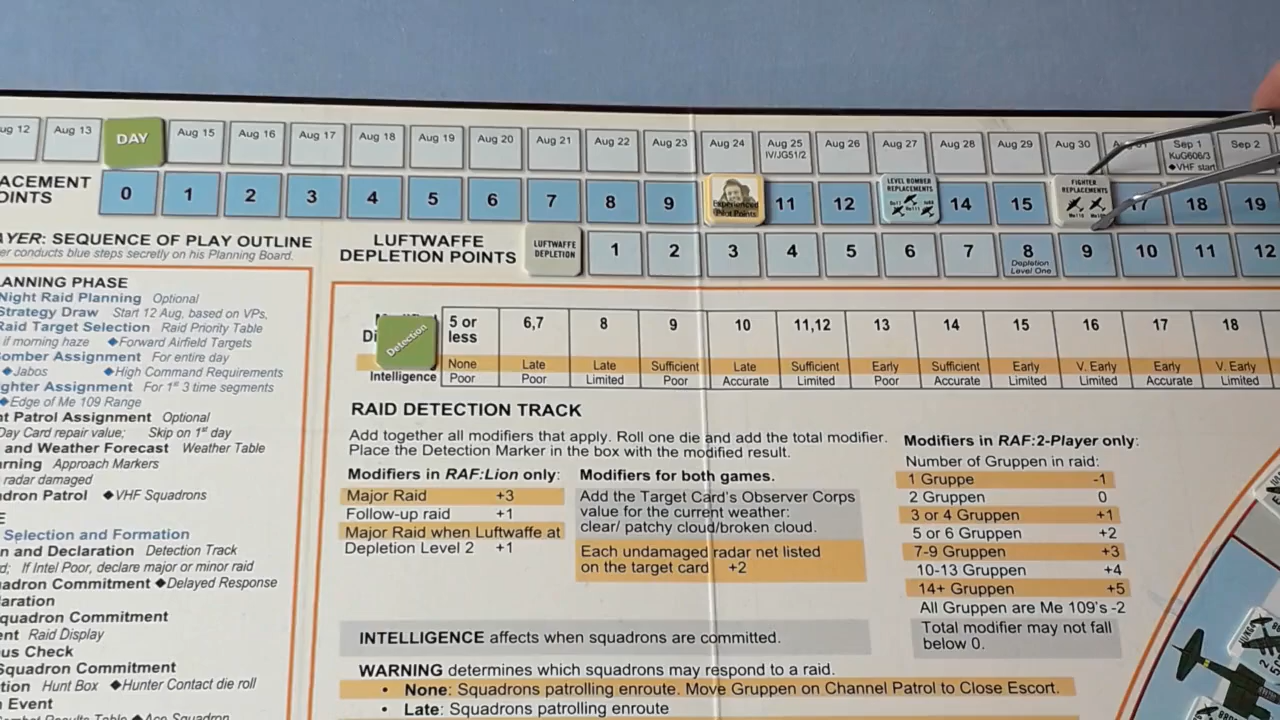 Aug 12 Aug 13 DAY Aug 15 Aug 16 Aug 17 Aug 18 Aug 19 Aug 20 Aug 21 Aug 22 Aug 23 Aug 24 Aug 25 Aug 26 Aug 27 Aug 28 Aug 29 Aug 30 Sep 1 Sep 2
IV/JG51/2 KuG606/3
◆VHF start
ACEMENT
INTS
0 1 2 3 4 5 6 7 8 9 Experienced Pilot Points 11 12 LEVEL BOMBER REPLACEMENTS 14 15 FIGHTER REPLACEMENTS 17 18 19
LUFTWAFFE
DEPLETION POINTS
LUFTWAFFE DEPLETION 1 2 3 4 5 6 7 8 9 10 11 12
Depletion
Level One
AYER: SEQUENCE OF PLAY OUTLINE
er conducts blue steps secretly on his Planning Board.
LANNING PHASE
Night Raid Planning Optional
Strategy Draw Start 12 Aug, based on VPs,
Raid Target Selection Raid Priority Table
if morning haze ◆Forward Airfield Targets
omber Assignment For entire day
◆Jabos ◆High Command Requirements
ghter Assignment For 1st 3 time segments
◆Edge of Me 109 Range
nt Patrol Assignment Optional
Day Card repair value; Skip on 1st day
and Weather Forecast Weather Table
rning Approach Markers
radar damaged
dron Patrol ◆VHF Squadrons
E
Selection and Formation
n and Declaration Detection Track
d; If Intel Poor, declare major or minor raid
uadron Commitment ◆Delayed Response
laration
quadron Commitment
ent Raid Display
us Check
Squadron Commitment
tion Hunt Box ◆Hunter Contact die roll
n Event
Detection
5 or less 6,7 8 9 10 11,12 13 14 15 16 17 18
None Late Late Sufficient Late Sufficient Early Sufficient Early V. Early Early V. Early
Intelligence Poor Poor Limited Poor Accurate Limited Poor Accurate Limited Limited Accurate Limited
RAID DETECTION TRACK
Add together all modifiers that apply. Roll one die and add the total modifier.
Place the Detection Marker in the box with the modified result.
Modifiers in RAF:Lion only:
Major Raid +3
Follow-up raid +1
Major Raid when Luftwaffe at
Depletion Level 2 +1
Modifiers for both games.
Add the Target Card's Observer Corps
value for the current weather:
clear/ patchy cloud/broken cloud.
Each undamaged radar net listed
on the target card +2
Modifiers in RAF:2-Player only:
Number of Gruppen in raid:
1 Gruppe -1
2 Gruppen 0
3 or 4 Gruppen +1
5 or 6 Gruppen +2
7-9 Gruppen +3
10-13 Gruppen +4
14+ Gruppen +5
All Gruppen are Me 109's -2
Total modifier may not fall
below 0.
INTELLIGENCE affects when squadrons are committed.
WARNING determines which squadrons may respond to a raid.
• None: Squadrons patrolling enroute. Move Gruppen on Channel Patrol to Close Escort.
• Late: Squadrons patrolling enroute